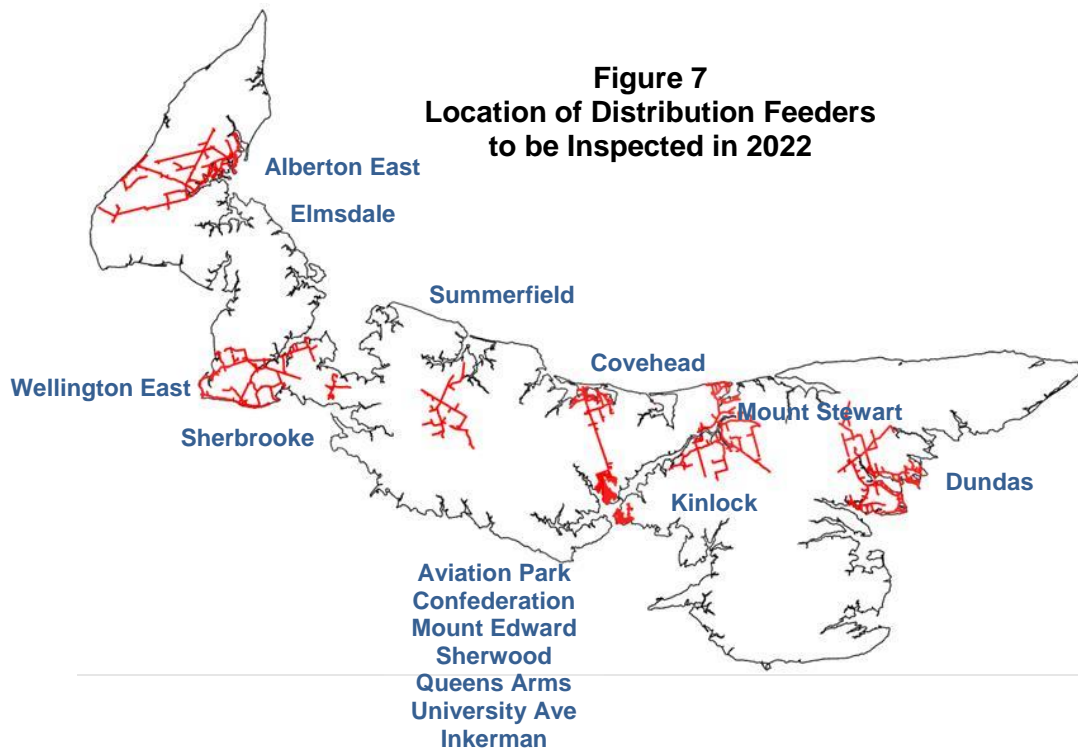 Figure 7
Location of Distribution Feeders
to be Inspected in 2022
Alberton East
Elmsdale
Summerfield
Covehead
Wellington East
Mount Stewart
Sherbrooke
Dundas
Kinlock
Aviation Park
Confederation
Mount Edward
Sherwood
Queens Arms
University Ave
Inkerman